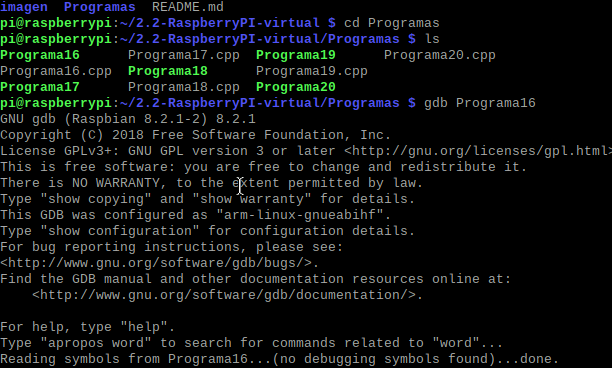 imagen  Programas  README.md
pi@raspberrypi:~/2.2-RaspberryPI-virtual $ cd Programas
pi@raspberrypi:~/2.2-RaspberryPI-virtual/Programas $ ls
Programa16      Programa17.cpp  Programa19      Programa20.cpp
Programa16.cpp  Programa18      Programa19.cpp
Programa17      Programa18.cpp  Programa20
pi@raspberrypi:~/2.2-RaspberryPI-virtual/Programas $ gdb Programa16
GNU gdb (Raspbian 8.2.1-2) 8.2.1
Copyright (C) 2018 Free Software Foundation, Inc.
License GPLv3+: GNU GPL version 3 or later <http://gnu.org/licenses/gpl.html>
This is free software: you are free to change and redistribute it.
There is NO WARRANTY, to the extent permitted by law.
Type "show copying" and "show warranty" for details.
This GDB was configured as "arm-linux-gnueabihf".
Type "show configuration" for configuration details.
For bug reporting instructions, please see:
<http://www.gnu.org/software/gdb/bugs/>.
Find the GDB manual and other documentation resources online at:
    <http://www.gnu.org/software/gdb/documentation/>.

For help, type "help".
Type "apropos word" to search for commands related to "word"...
Reading symbols from Programa16...(no debugging symbols found)...done.